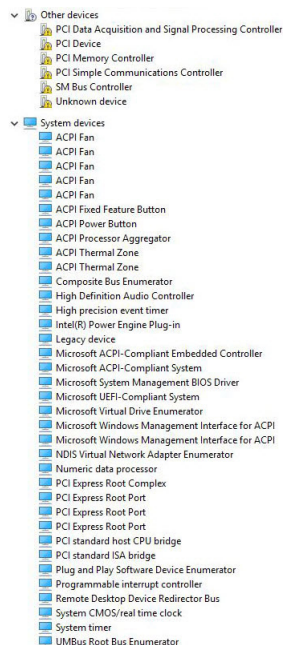 Other devices
PCI Data Acquisition and Signal Processing Controller
PCI Device
PCI Memory Controller
PCI Simple Communications Controller
SM Bus Controller
Unknown device
System devices
ACPI Fan
ACPI Fan
ACPI Fan
ACPI Fan
ACPI Fan
ACPI Fixed Feature Button
ACPI Power Button
ACPI Processor Aggregator
ACPI Thermal Zone
ACPI Thermal Zone
Composite Bus Enumerator
High Definition Audio Controller
High precision event timer
Intel(R) Power Engine Plug-in
Legacy device
Microsoft ACPI-Compliant Embedded Controller
Microsoft ACPI-Compliant System
Microsoft System Management BIOS Driver
Microsoft UEFI-Compliant System
Microsoft Virtual Drive Enumerator
Microsoft Windows Management Interface for ACPI
Microsoft Windows Management Interface for ACPI
NDIS Virtual Network Adapter Enumerator
Numeric data processor
PCI Express Root Complex
PCI Express Root Port
PCI Express Root Port
PCI Express Root Port
PCI standard host CPU bridge
PCI standard ISA bridge
Plug and Play Software Device Enumerator
Programmable interrupt controller
Remote Desktop Device Redirector Bus
System CMOS/real time clock
System timer
UMBus Root Bus Enumerator